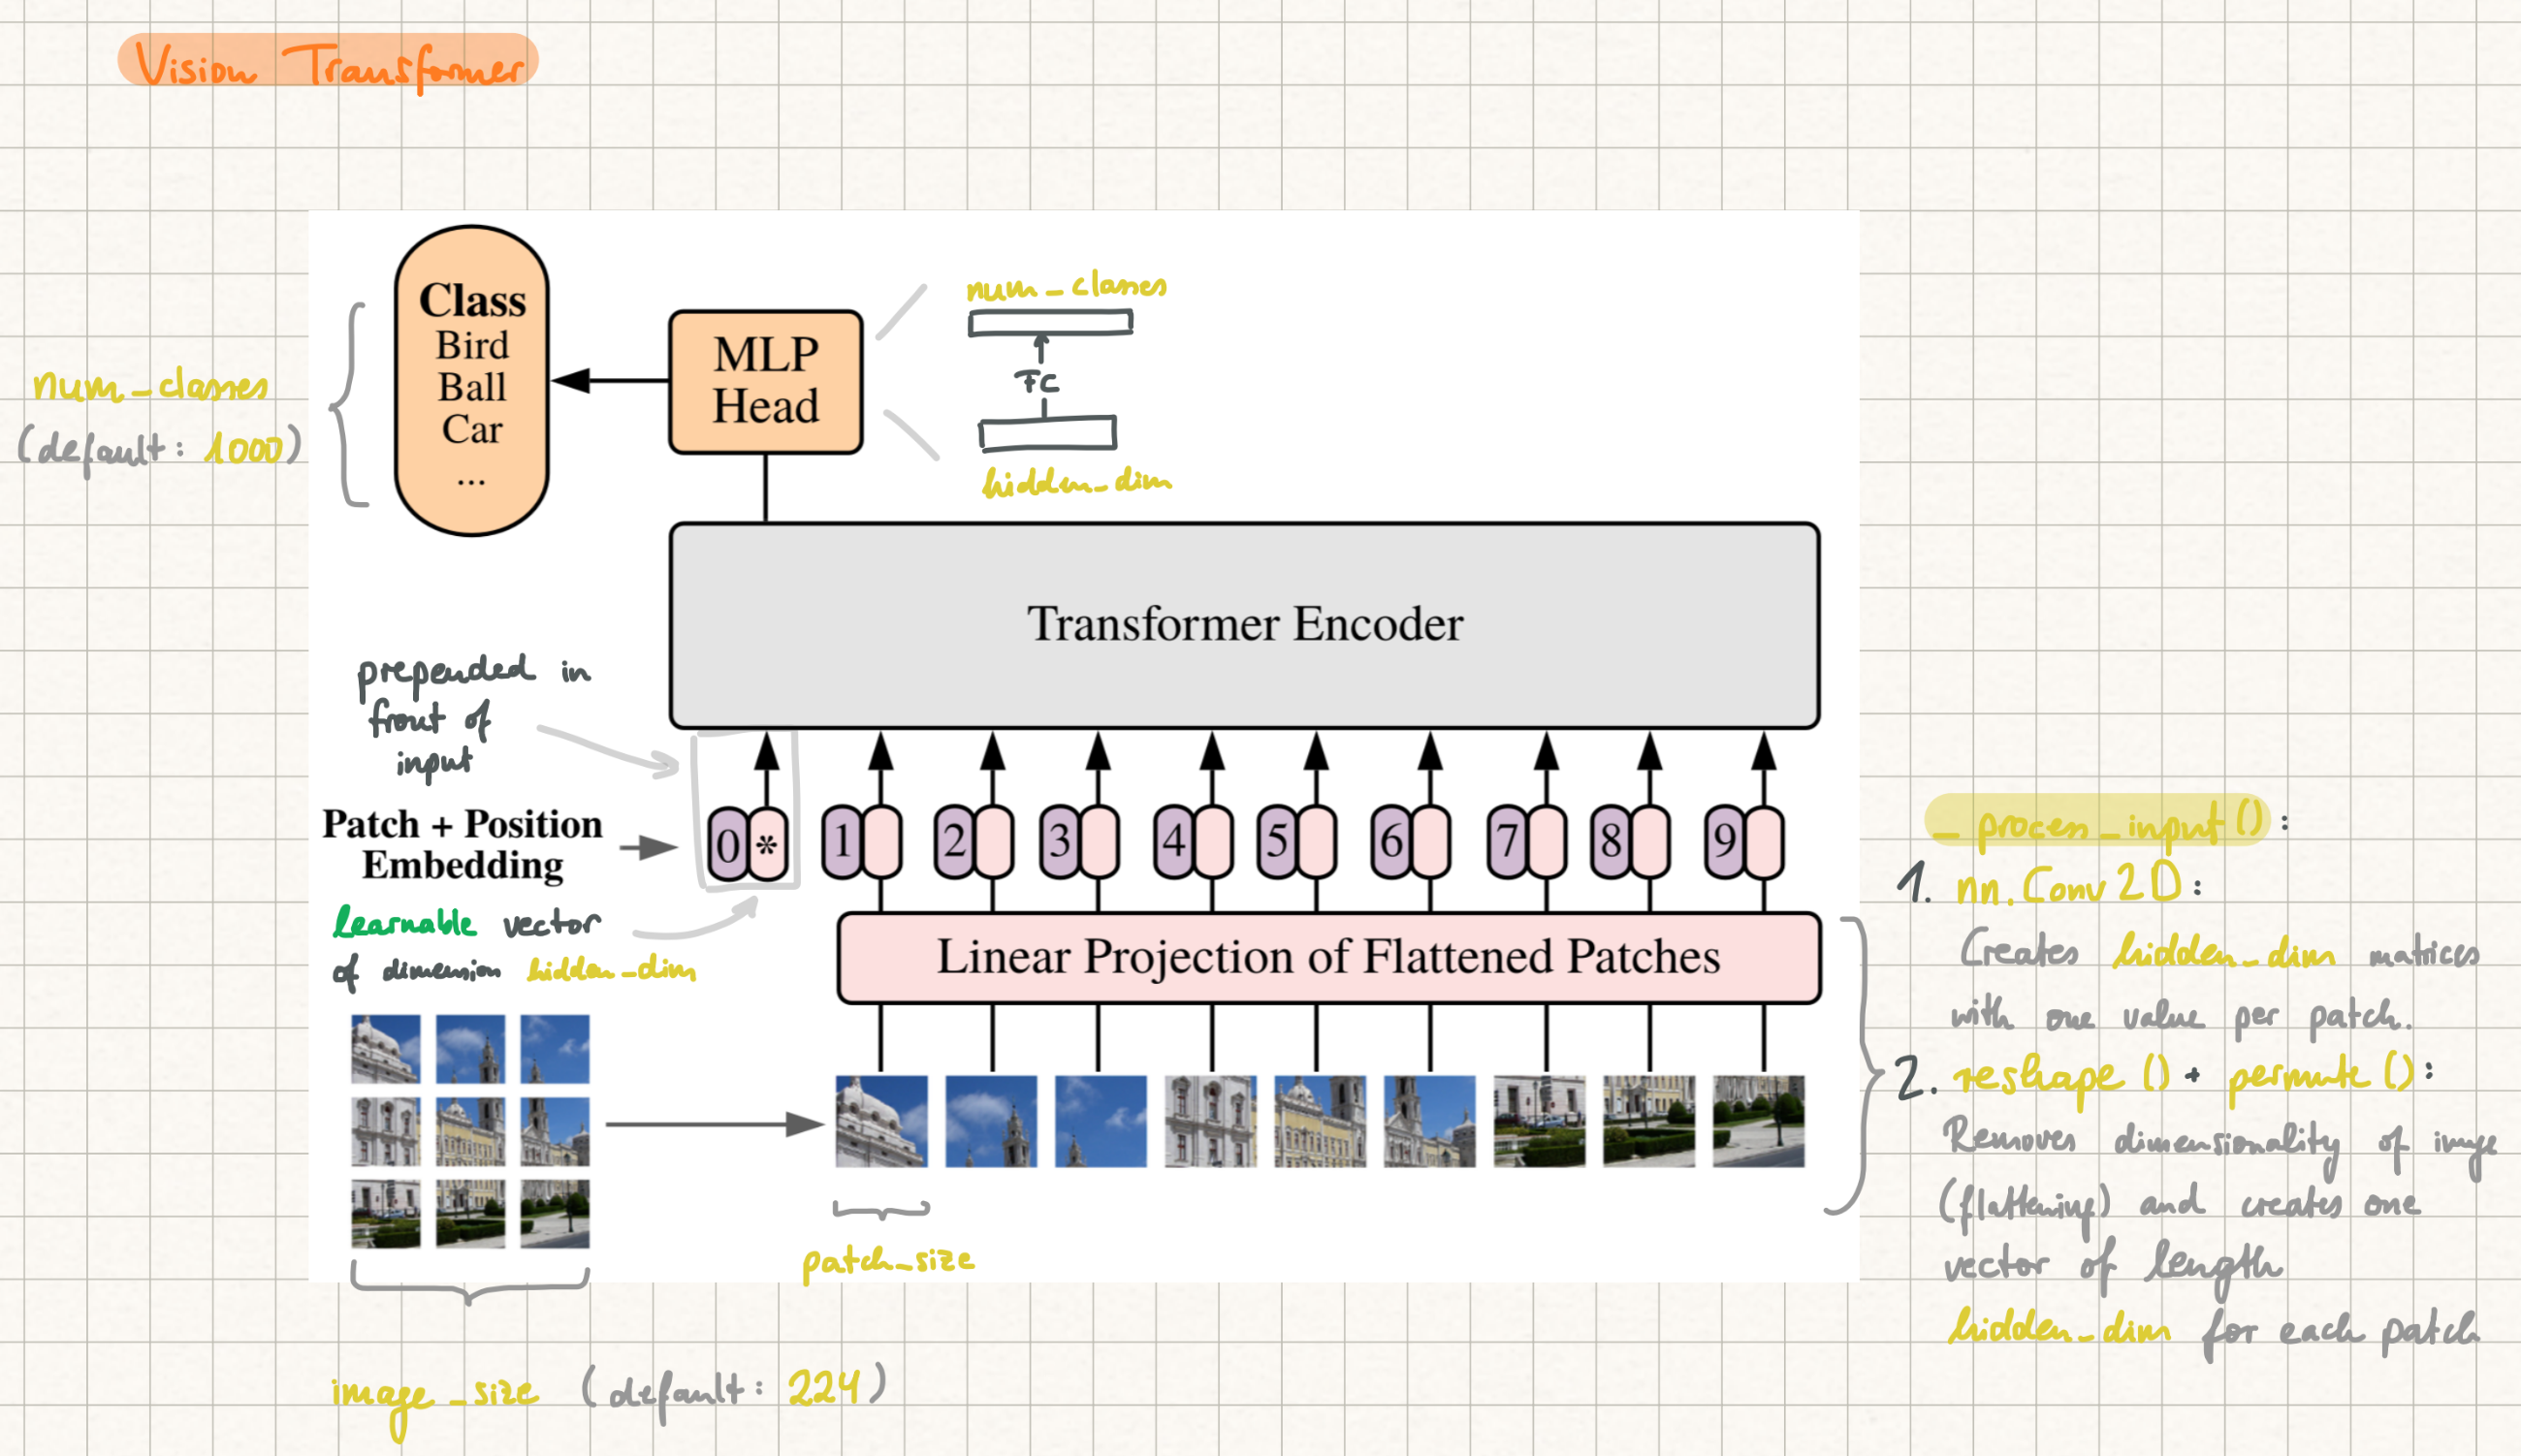 Vision Transformer
num_classes
(default: 1000)
Class
Bird
Ball
Car
...
MLP
Head
num_classes
FC
hidden_dim
Transformer Encoder
prepended in
front of
input
Patch + Position
Embedding
0 * 1 2 3 4 5 6 7 8 9
learnable vector
of dimension hidden_dim
Linear Projection of Flattened Patches
patch_size
image_size (default: 224)
_process_input():
1. nn.Conv2D:
Creates hidden_dim matrices
with one value per patch.
2. reshape() + permute():
Removes dimensionality of image
(flattening) and creates one
vector of length
hidden_dim for each patch